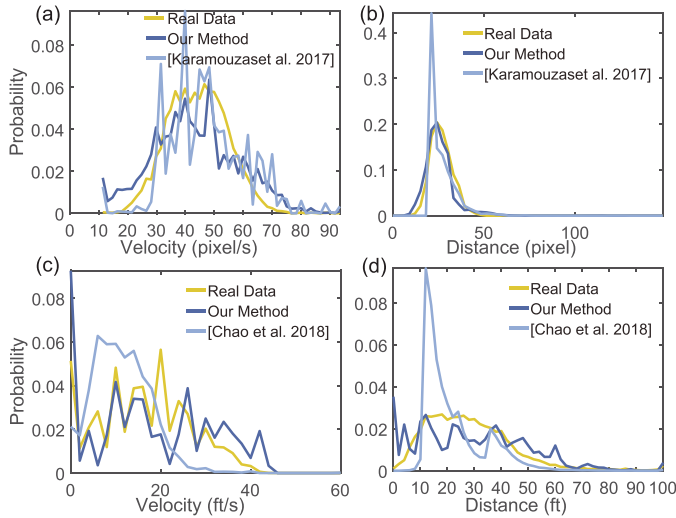 (a)
Real Data
Our Method
[Karamouzaset al. 2017]
0.08
0.06
0.04
0.02
0
Probability
0 10 20 30 40 50 60 70 80 90
Velocity (pixel/s)
(b)
Real Data
Our Method
[Karamouzaset al. 2017]
0.4
0.3
0.2
0.1
0
0 50 100
Distance (pixel)
(c)
Real Data
Our Method
[Chao et al. 2018]
0.08
0.06
0.04
0.02
0
Probability
0 20 40 60
Velocity (ft/s)
(d)
Real Data
Our Method
[Chao et al. 2018]
0.08
0.06
0.04
0.02
0
0 10 20 30 40 50 60 70 80 90 100
Distance (ft)